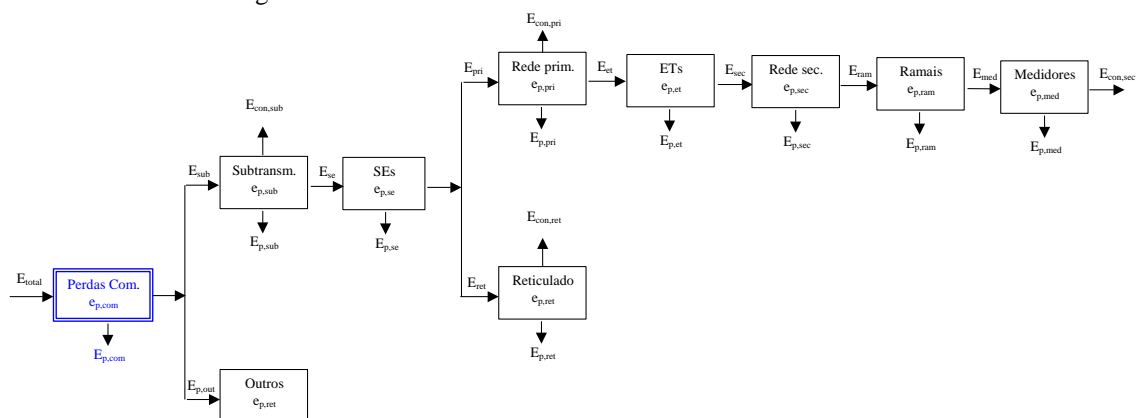 g
E_con,pri
E_pri
Rede prim.
e_p,pri
E_p,pri
E_et
ETs
e_p,et
E_p,et
E_sec
Rede sec.
e_p,sec
E_p,sec
E_ram
Ramais
e_p,ram
E_p,ram
E_med
Medidores
e_p,med
E_p,med
E_con,sec
E_con,sub
E_sub
Subtransm.
e_p,sub
E_p,sub
E_se
SEs
e_p,se
E_p,se
E_con,ret
E_ret
Reticulado
e_p,ret
E_p,ret
E_total
Perdas Com.
e_p,com
E_p,com
E_p,out
Outros
e_p,ret